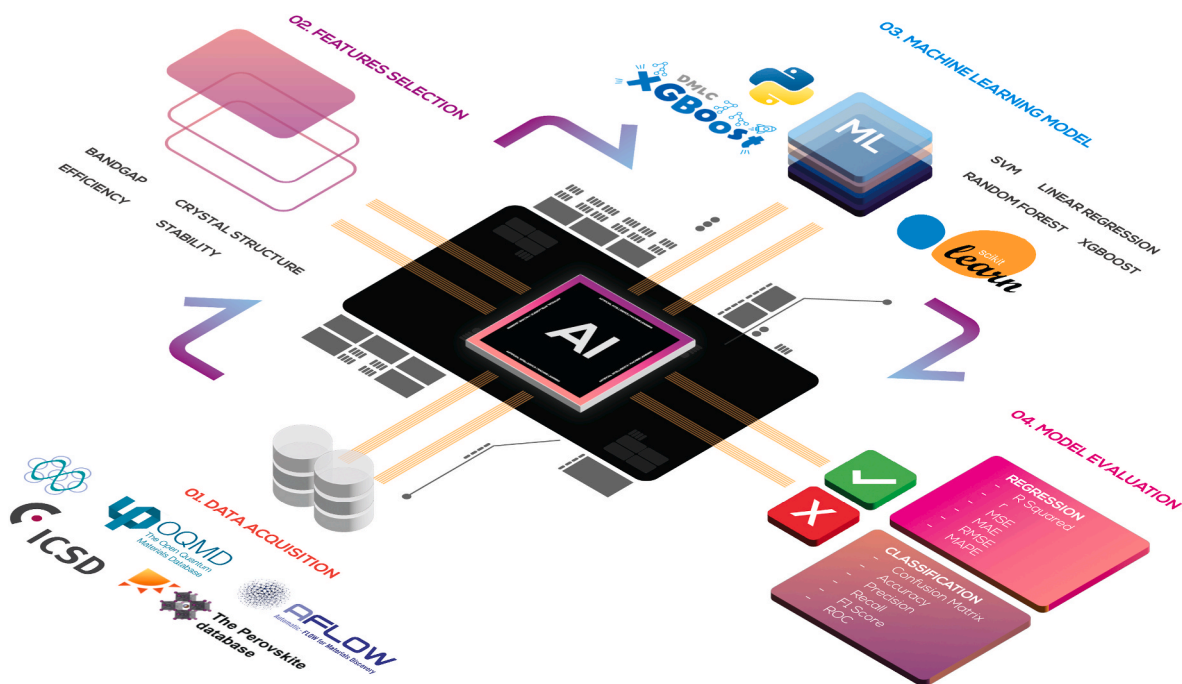 02. FEATURES SELECTION
BANDGAP
EFFICIENCY
CRYSTAL STRUCTURE
STABILITY
03. MACHINE LEARNING MODEL
DMLC
XGBoost
ML
SVM
LINEAR REGRESSION
RANDOM FOREST
XGBOOST
scikit
learn
AI
01. DATA ACQUISITION
ICSD
OQMD
The Open Quantum
Materials Database
The Perovskite
database
AFLOW
Automatic - FLOW for Materials Discovery
04. MODEL EVALUATION
REGRESSION
- R Squared
- r
- MSE
- MAE
- RMSE
- MAPE
CLASSIFICATION
- Confusion Matrix
- Accuracy
- Precision
- Recall
- F1 Score
- ROC